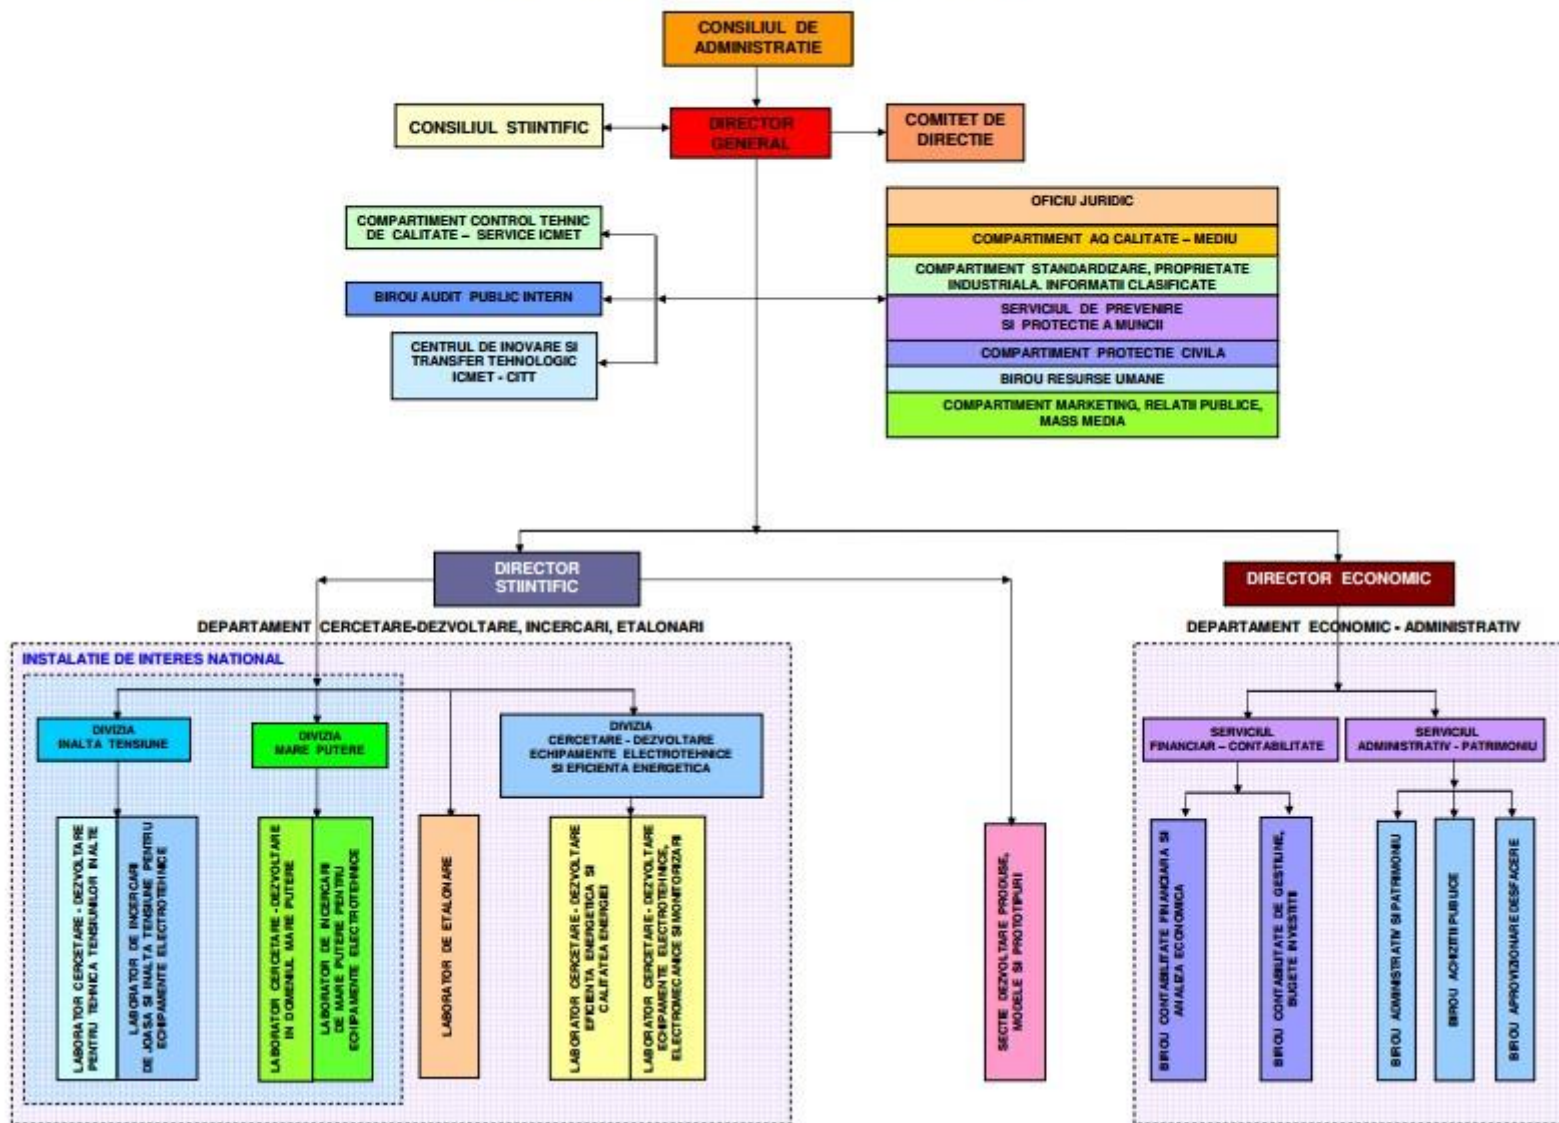 CONSILIUL DE
ADMINISTRATIE
CONSILIUL STIINTIFIC
DIRECTOR
GENERAL
COMITET DE
DIRECTIE
COMPARTIMENT CONTROL TEHNIC
DE CALITATE – SERVICE ICMET
BIROU AUDIT PUBLIC INTERN
CENTRUL DE INOVARE SI
TRANSFER TEHNOLOGIC
ICMET - CITT
OFICIU JURIDIC
COMPARTIMENT AQ CALITATE – MEDIU
COMPARTIMENT STANDARDIZARE, PROPRIETATE
INDUSTRIALA. INFORMATII CLASIFICATE
SERVICIUL DE PREVENIRE
SI PROTECTIE A MUNCII
COMPARTIMENT PROTECTIE CIVILA
BIROU RESURSE UMANE
COMPARTIMENT MARKETING, RELATII PUBLICE,
MASS MEDIA
DIRECTOR
STIINTIFIC
DIRECTOR ECONOMIC
DEPARTAMENT CERCETARE-DEZVOLTARE, INCERCARI, ETALONARI
DEPARTAMENT ECONOMIC - ADMINISTRATIV
INSTALATIE DE INTERES NATIONAL
DIVIZIA
INALTA TENSIUNE
DIVIZIA
MARE PUTERE
DIVIZIA
CERCETARE - DEZVOLTARE
ECHIPAMENTE ELECTROTEHNICE
SI EFICIENTA ENERGETICA
SERVICIUL
FINANCIAR – CONTABILITATE
SERVICIUL
ADMINISTRATIV - PATRIMONIU
LABORATOR CERCETARE - DEZVOLTARE
PENTRU TEHNICA TENSIUNILOR INALTE
LABORATOR DE INCERCARI
DE JOASA SI INALTA TENSIUNE PENTRU
ECHIPAMENTE ELECTROTEHNICE
LABORATOR CERCETARE - DEZVOLTARE
IN DOMENIUL MARE PUTERE
LABORATOR DE INCERCARI
DE MARE PUTERE PENTRU
ECHIPAMENTE ELECTROTEHNICE
LABORATOR DE ETALONARE
LABORATOR CERCETARE - DEZVOLTARE
EFICIENTA ENERGETICA SI
CALITATEA ENERGIEI
LABORATOR CERCETARE - DEZVOLTARE
ECHIPAMENTE ELECTROTEHNICE,
ELECTROMECANICE SI MONITORIZARI
SECTIE DEZVOLTARE PRODUSE,
MODELE SI PROTOTIPURI
BIROU CONTABILITATE FINANCIARA SI
ANALIZA ECONOMICA
BIROU CONTABILITATE DE GESTIUNE,
BUGETE INVESTITII
BIROU ADMINISTRATIV SI PATRIMONIU
BIROU ACHIZITII PUBLICE
BIROU APROVIZIONARE DESFACERE